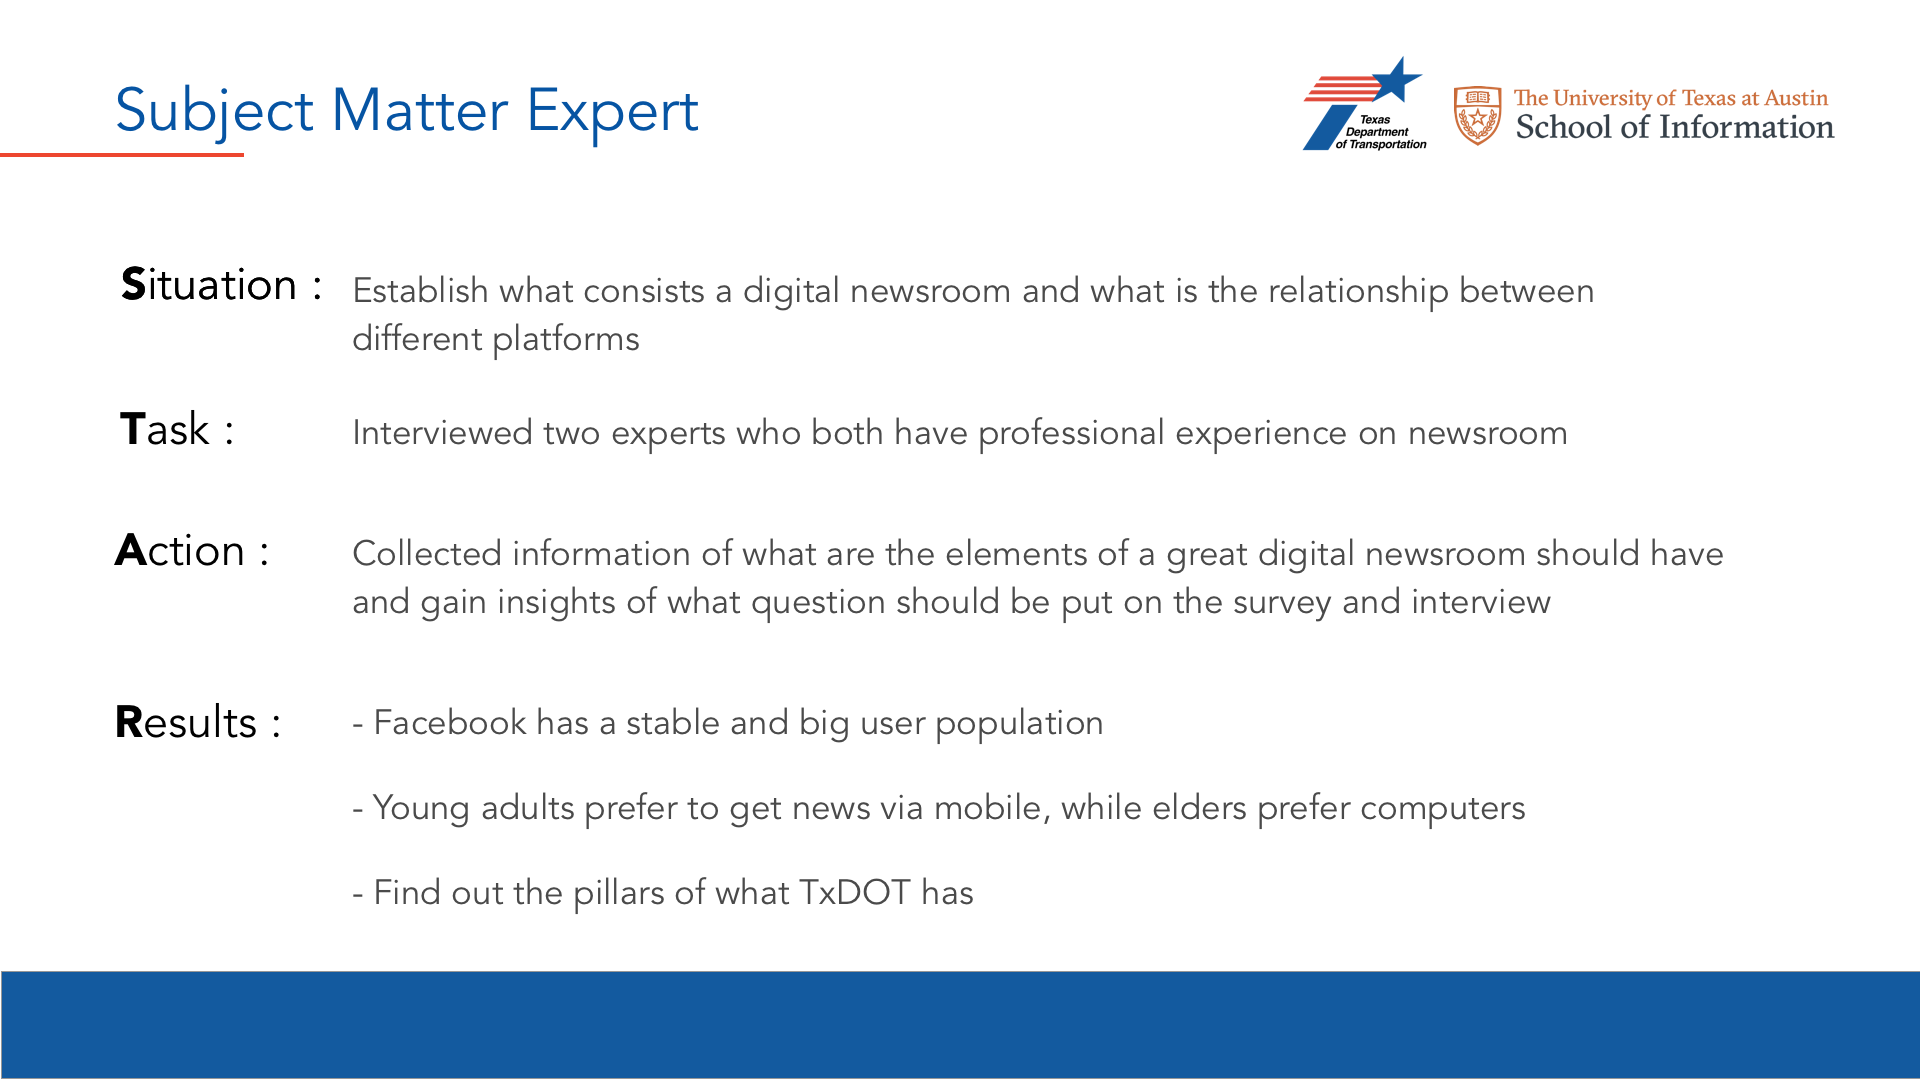 Subject Matter Expert
Texas
Department
of Transportation
The University of Texas at Austin
School of Information
Situation :
Establish what consists a digital newsroom and what is the relationship between
different platforms
Task :
Interviewed two experts who both have professional experience on newsroom
Action :
Collected information of what are the elements of a great digital newsroom should have
and gain insights of what question should be put on the survey and interview
Results :
- Facebook has a stable and big user population
- Young adults prefer to get news via mobile, while elders prefer computers
- Find out the pillars of what TxDOT has